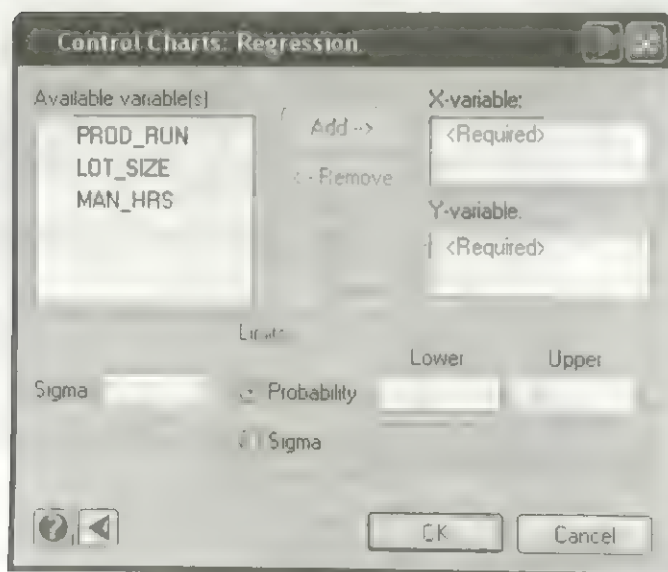 Control Charts: Regression
Available variable(s)
PROD_RUN
LOT_SIZE
MAN_HRS
Add -->
<-- Remove
X-variable:
<Required>
Y-variable.
<Required>
Limits
Lower Upper
Sigma
Probability
Sigma
OK
Cancel